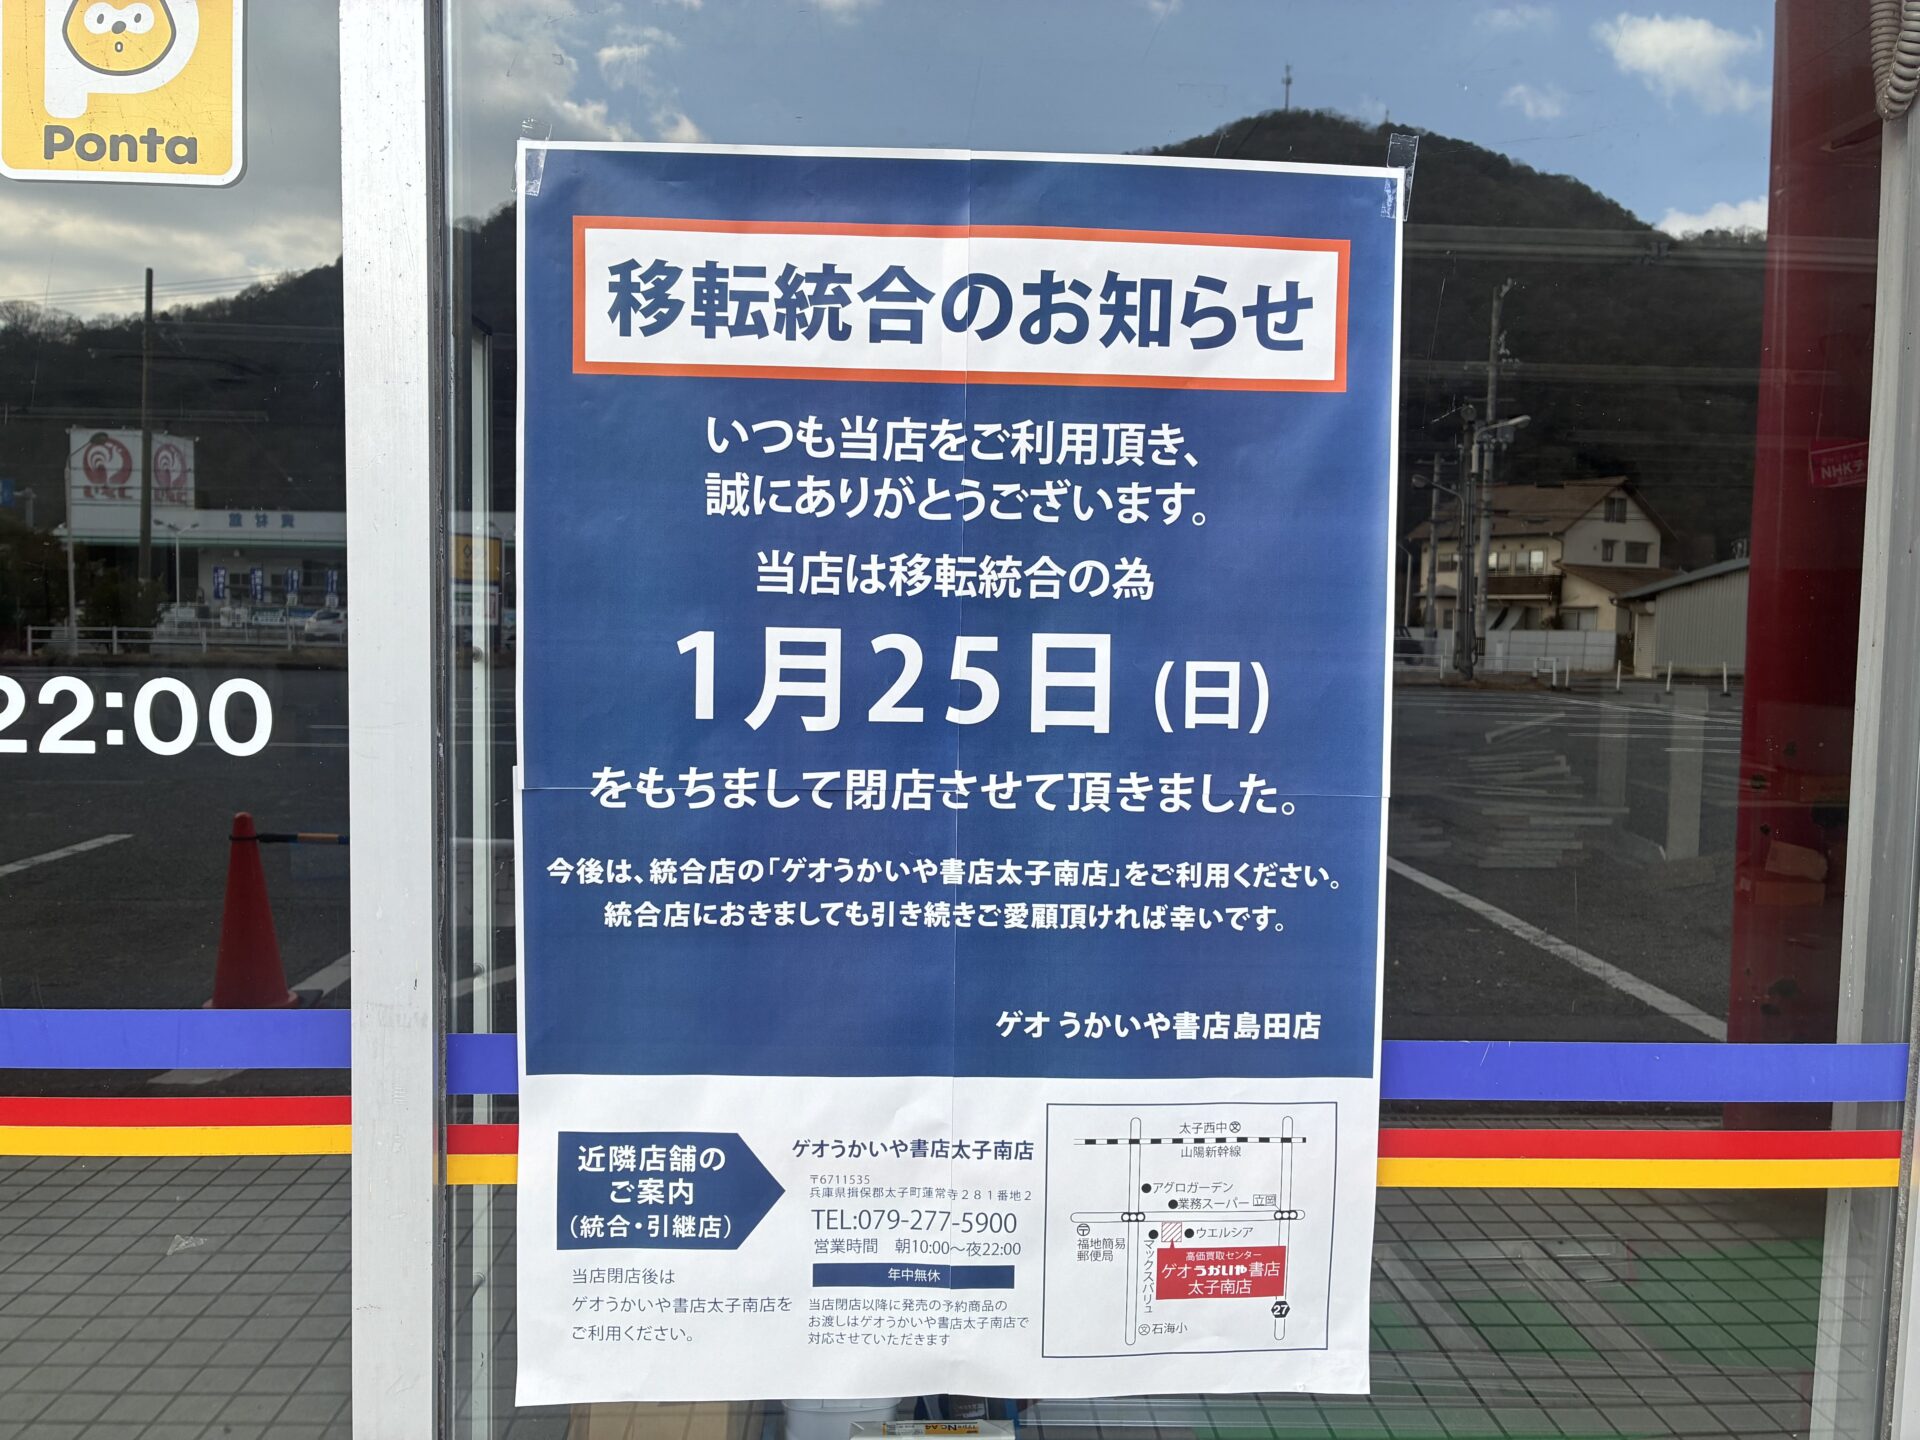 Ponta
22:00
移転統合のお知らせ
いつも当店をご利用頂き、
誠にありがとうございます。
当店は移転統合の為
1月25日(日)
をもちまして閉店させて頂きました。
今後は、統合店の「ゲオうかいや書店太子南店」をご利用ください。
統合店におきましても引き続きご愛顧頂ければ幸いです。
ゲオ うかいや書店島田店
近隣店舗の
ご案内
(統合・引継店)
当店閉店後は
ゲオうかいや書店太子南店を
ご利用ください。
ゲオうかいや書店太子南店
〒6711535
兵庫県揖保郡太子町蓮常寺２８１番地２
TEL:079-277-5900
営業時間 朝10:00～夜22:00
年中無休
当店閉店以降に発売の予約商品の
お渡しはゲオうかいや書店太子南店で
対応させていただきます
太子西中
山陽新幹線
アグロガーデン
業務スーパー
立岡
福地簡易
郵便局
マックスバリュ
ウエルシア
高価買取センター
ゲオうかいや書店
太子南店
27
石海小